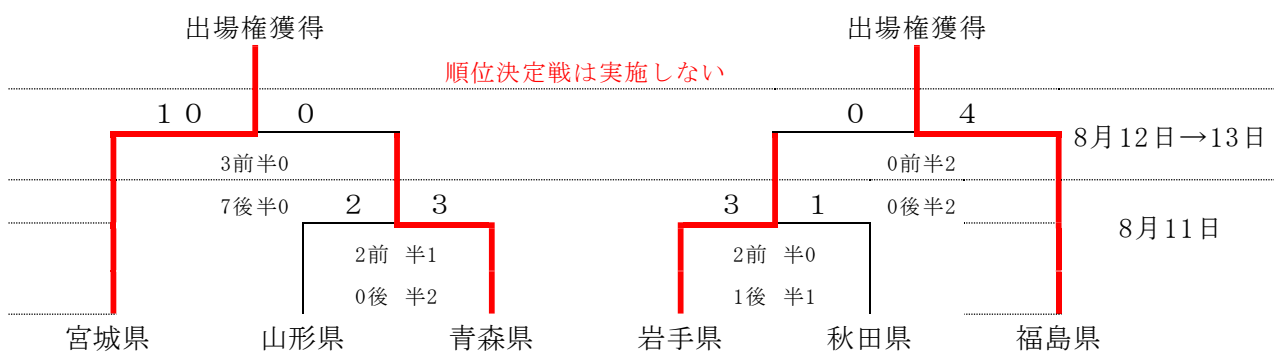 出場権獲得 出場権獲得
順位決定戦は実施しない
10 0 0 4
8月12日→13日
3前半0 0前半2
7後半0 2 3 3 1 0後半2
8月11日
2前 半1 2前 半0
0後 半2 1後 半1
宮城県 山形県 青森県 岩手県 秋田県 福島県